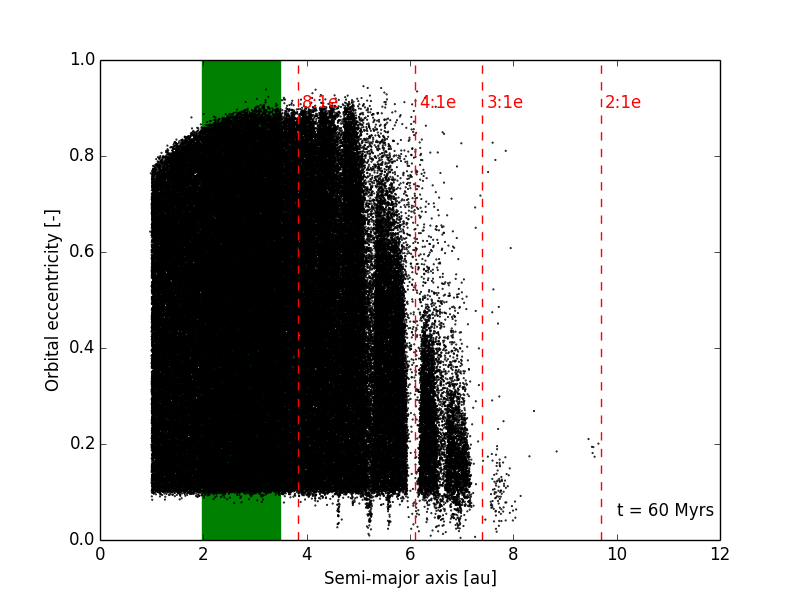 1.0
0.8
0.6
0.4
0.2
0.0
Orbital eccentricity [-]
8:1e
4:1e
3:1e
2:1e
t = 60 Myrs
0 2 4 6 8 10 12
Semi-major axis [au]